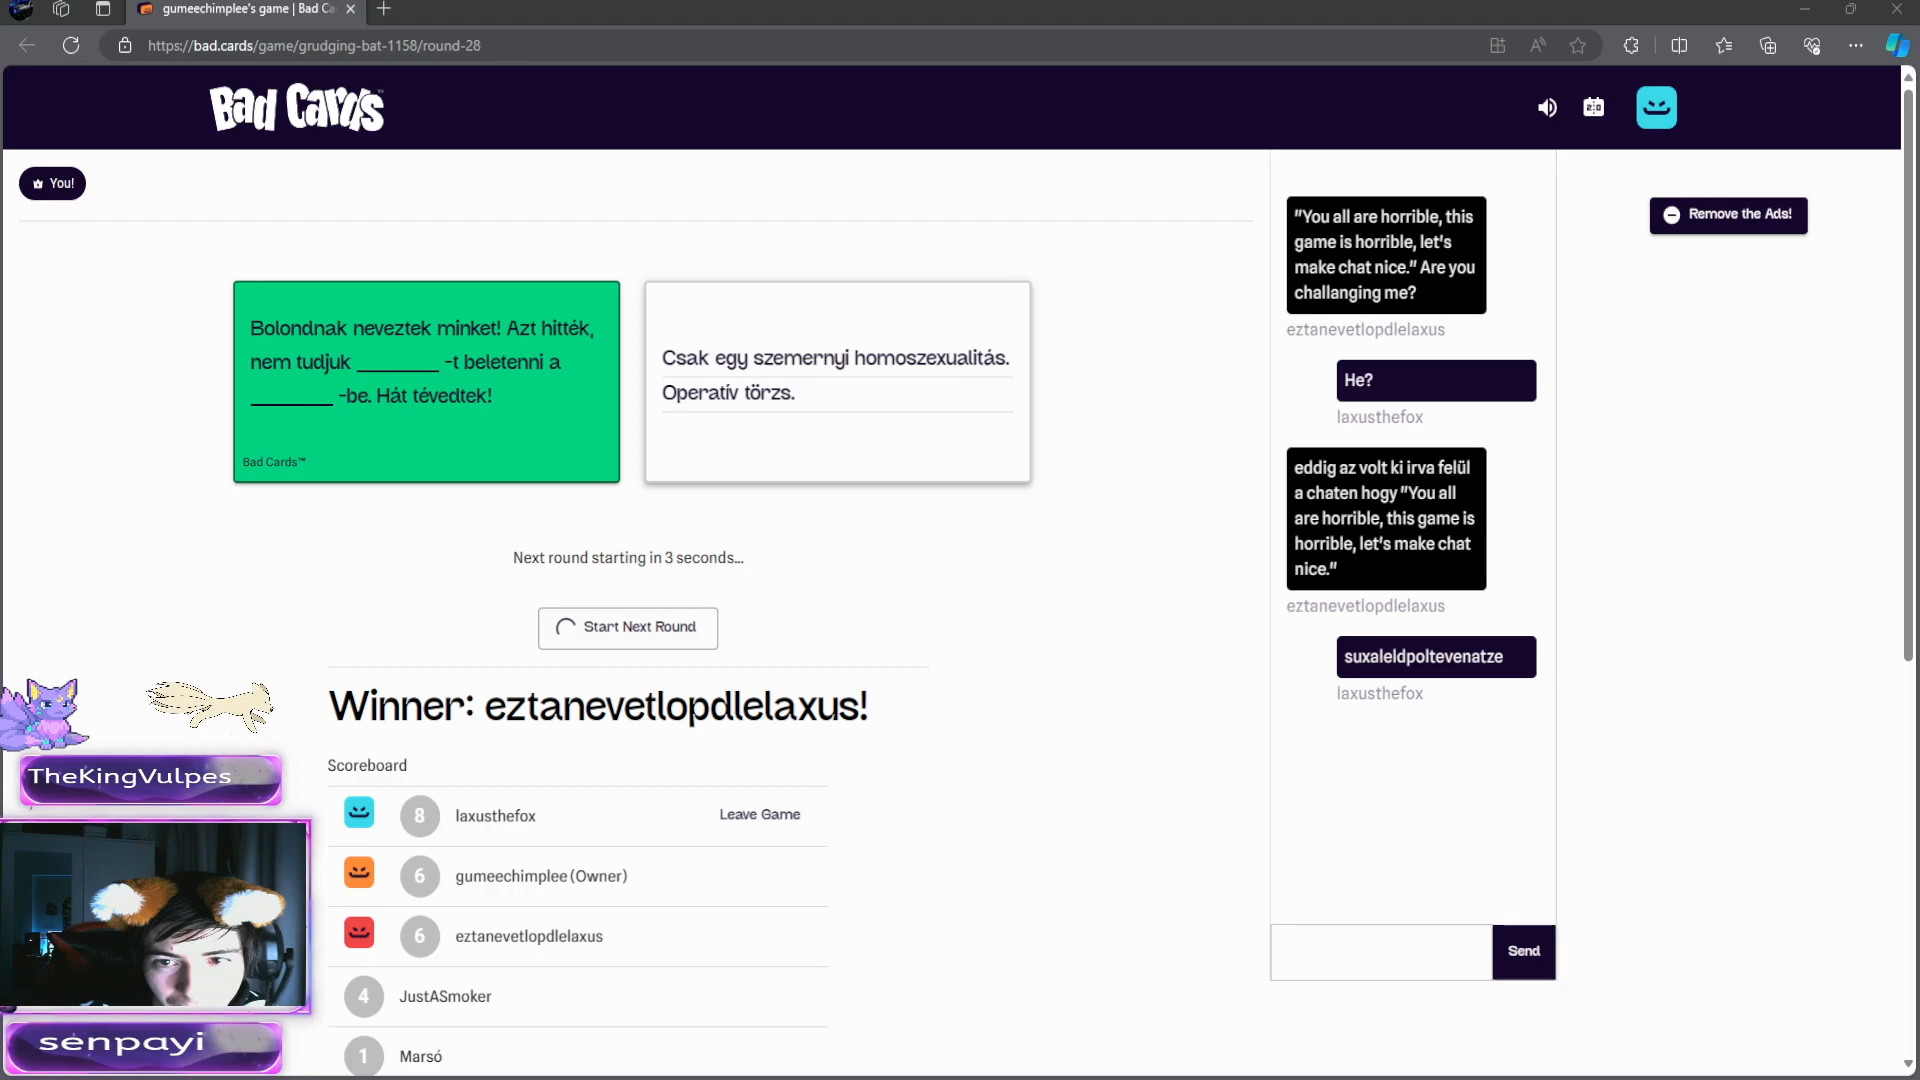 gumeechimplee's game | Bad Ca
https://bad.cards/game/grudging-bat-1158/round-28
Bad Cards
2:0
You!
Remove the Ads!
Bolondnak neveztek minket! Azt hitték,
nem tudjuk ________ -t beletenni a
________ -be. Hát tévedtek!
Bad Cards™
Csak egy szemernyi homoszexualitás.
Operatív törzs.
Next round starting in 3 seconds...
Start Next Round
Winner: eztanevetlopdlelaxus!
Scoreboard
8 laxusthefox Leave Game
6 gumeechimplee (Owner)
6 eztanevetlopdlelaxus
4 JustASmoker
1 Marsó
"You all are horrible, this
game is horrible, let's
make chat nice." Are you
challanging me?
eztanevetlopdlelaxus
He?
laxusthefox
eddig az volt ki irva felül
a chaten hogy "You all
are horrible, this game is
horrible, let's make chat
nice."
eztanevetlopdlelaxus
suxaleldpoltevenatze
laxusthefox
Send
TheKingVulpes
senpayi